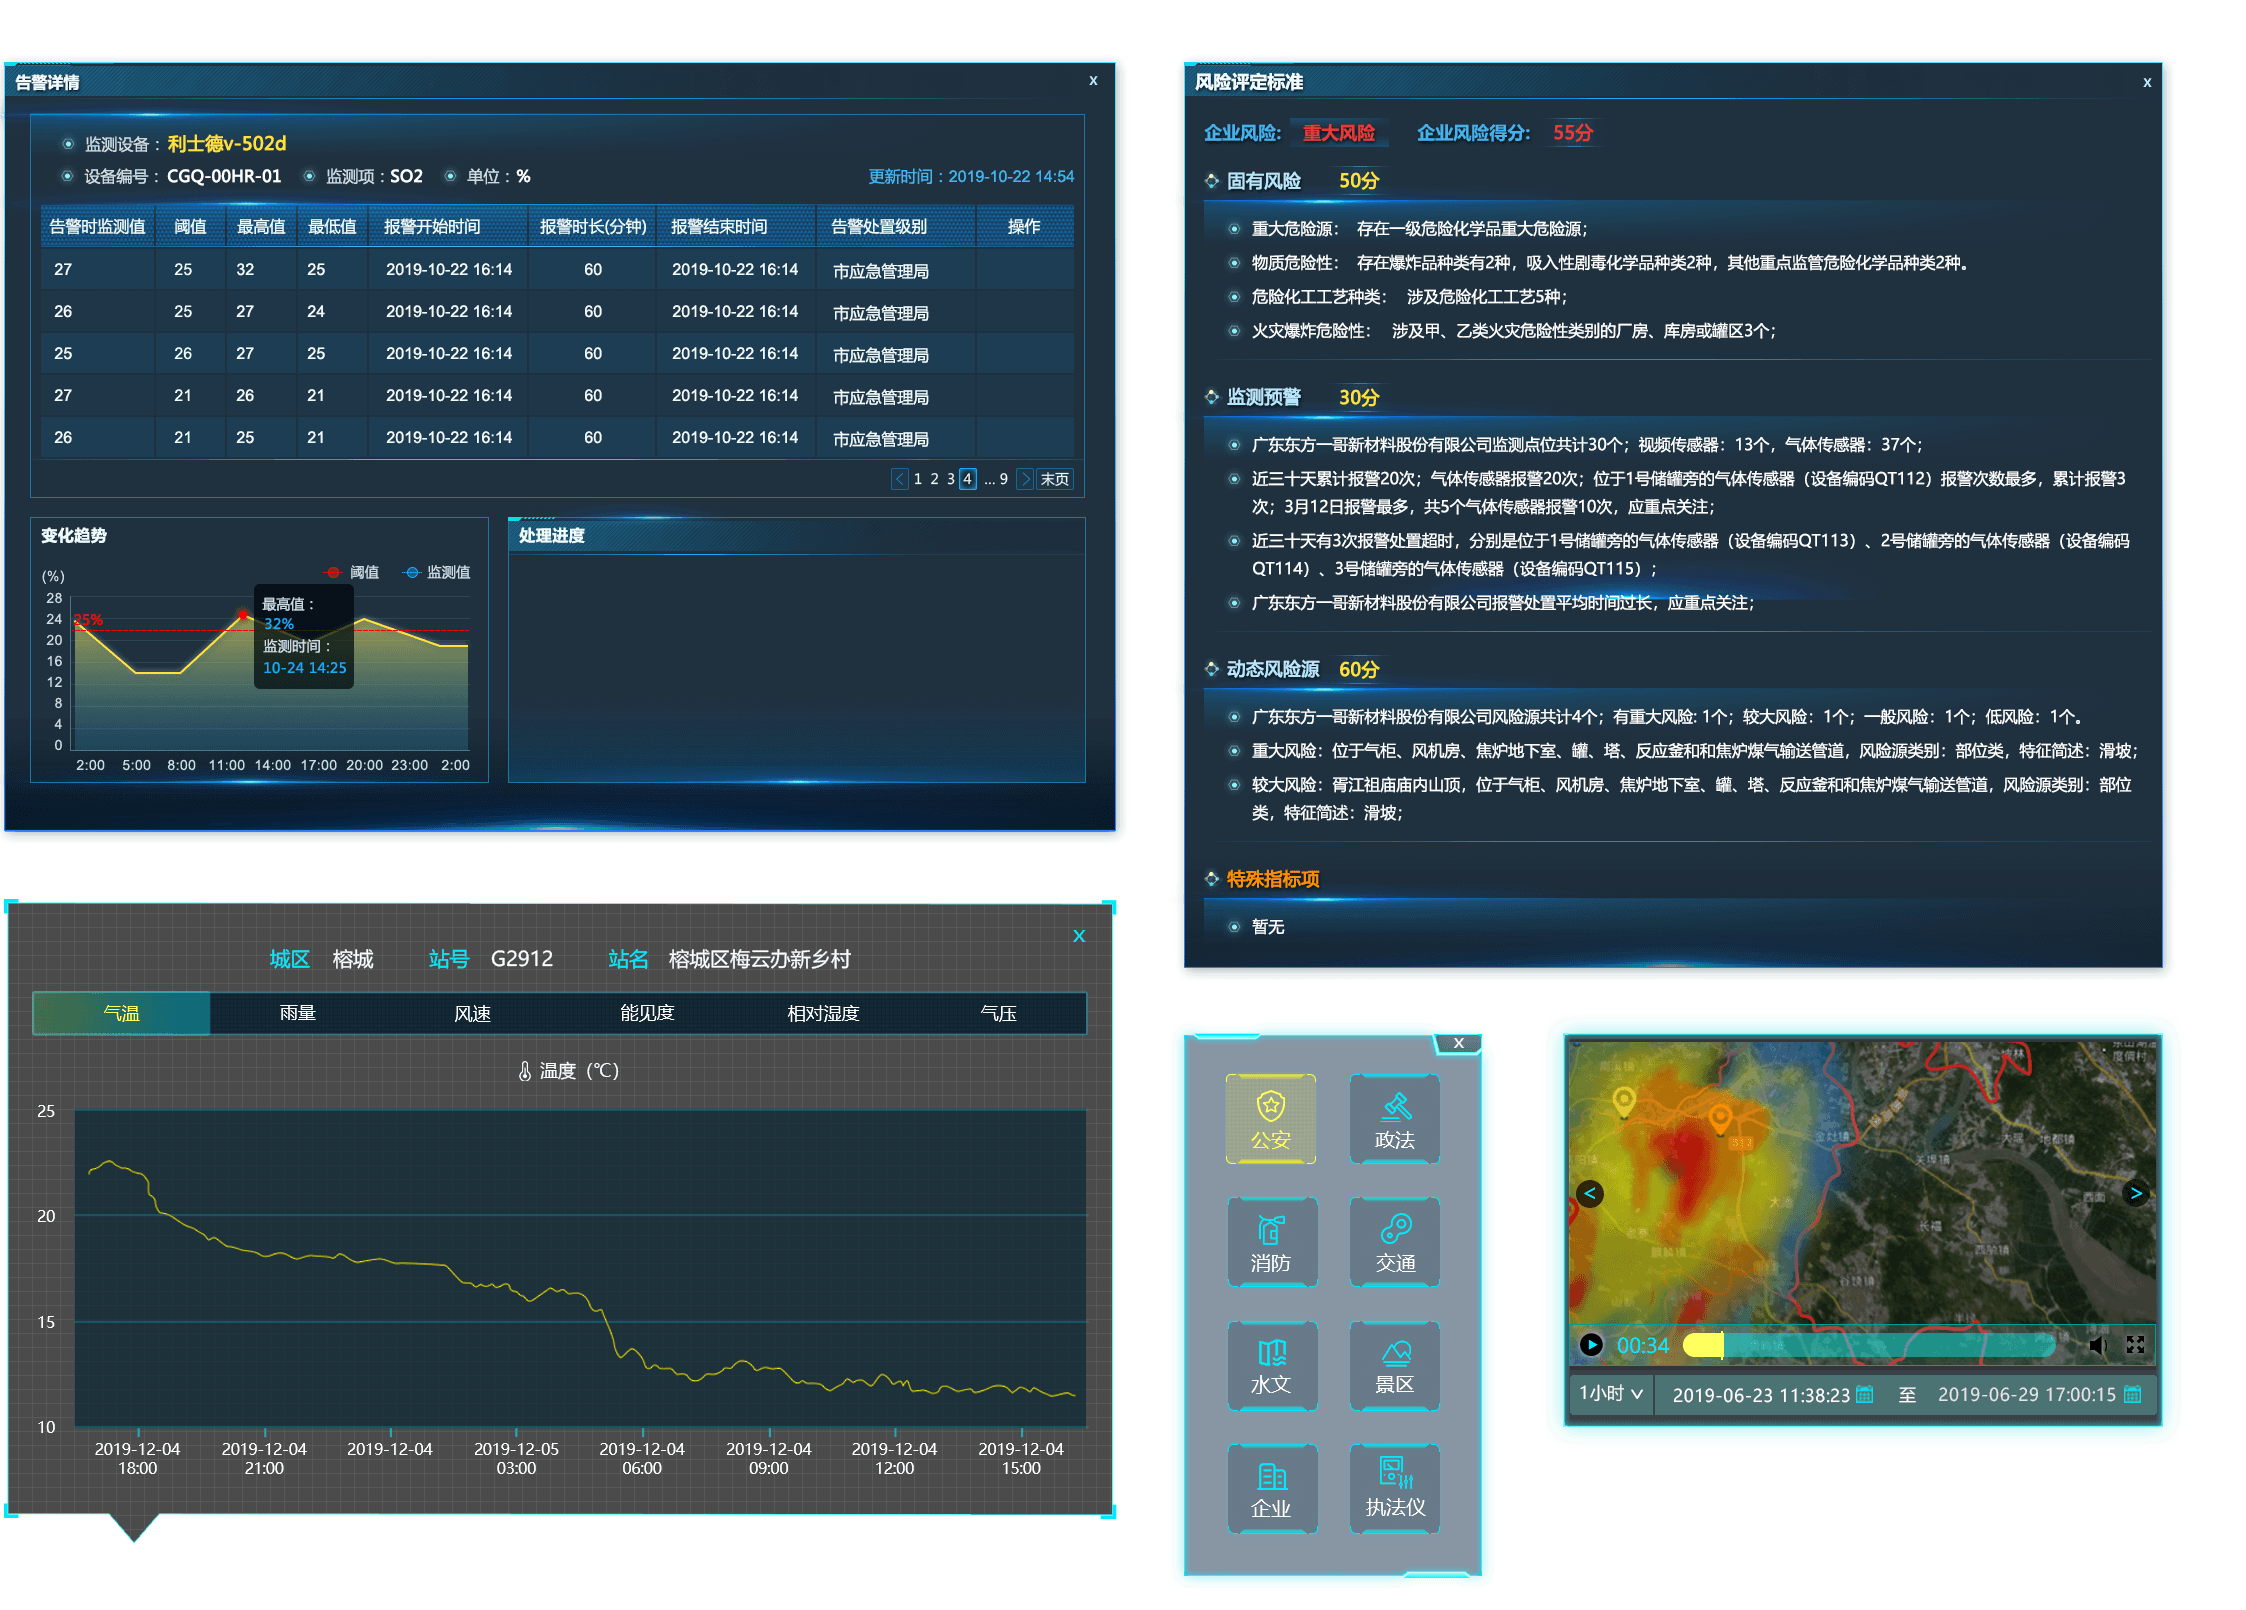 告警详情
x
监测设备：利士德v-502d
设备编号：CGQ-00HR-01 监测项：SO2 单位：% 更新时间：2019-10-22 14:54
告警时监测值 阈值 最高值 最低值 报警开始时间 报警时长(分钟) 报警结束时间 告警处置级别 操作
27 25 32 25 2019-10-22 16:14 60 2019-10-22 16:14 市应急管理局
26 25 27 24 2019-10-22 16:14 60 2019-10-22 16:14 市应急管理局
25 26 27 25 2019-10-22 16:14 60 2019-10-22 16:14 市应急管理局
27 21 26 21 2019-10-22 16:14 60 2019-10-22 16:14 市应急管理局
26 21 25 21 2019-10-22 16:14 60 2019-10-22 16:14 市应急管理局
< 1 2 3 4 ... 9 > 末页
变化趋势
(%)
阈值 监测值
28
24
20
16
12
8
4
0
25%
最高值：
32%
监测时间：
10-24 14:25
2:00 5:00 8:00 11:00 14:00 17:00 20:00 23:00 2:00
处理进度
风险评定标准
x
企业风险: 重大风险 企业风险得分: 55分
固有风险 50分
重大危险源： 存在一级危险化学品重大危险源；
物质危险性： 存在爆炸品种类有2种，吸入性剧毒化学品种类2种，其他重点监管危险化学品种类2种。
危险化工工艺种类： 涉及危险化工工艺5种；
火灾爆炸危险性： 涉及甲、乙类火灾危险性类别的厂房、库房或罐区3个；
监测预警 30分
广东东方一哥新材料股份有限公司监测点位共计30个；视频传感器：13个，气体传感器：37个；
近三十天累计报警20次；气体传感器报警20次；位于1号储罐旁的气体传感器（设备编码QT112）报警次数最多，累计报警3
次；3月12日报警最多，共5个气体传感器报警10次，应重点关注；
近三十天有3次报警处置超时，分别是位于1号储罐旁的气体传感器（设备编码QT113）、2号储罐旁的气体传感器（设备编码
QT114）、3号储罐旁的气体传感器（设备编码QT115）；
广东东方一哥新材料股份有限公司报警处置平均时间过长，应重点关注；
动态风险源 60分
广东东方一哥新材料股份有限公司风险源共计4个；有重大风险: 1个；较大风险：1个；一般风险：1个；低风险：1个。
重大风险：位于气柜、风机房、焦炉地下室、罐、塔、反应釜和和焦炉煤气输送管道，风险源类别：部位类，特征简述：滑坡；
较大风险：胥江祖庙庙内山顶，位于气柜、风机房、焦炉地下室、罐、塔、反应釜和和焦炉煤气输送管道，风险源类别：部位
类，特征简述：滑坡；
特殊指标项
暂无
x
城区 榕城 站号 G2912 站名 榕城区梅云办新乡村
气温 雨量 风速 能见度 相对湿度 气压
温度（℃）
25
20
15
10
2019-12-04 2019-12-04 2019-12-04 2019-12-05 2019-12-04 2019-12-04 2019-12-04 2019-12-04
18:00 21:00 03:00 06:00 09:00 12:00 15:00
x
公安 政法
消防 交通
水文 景区
企业 执法仪
金灶镇
关埠镇
地都镇
西面
长福
西胪镇
谷饶镇
< >
00:34
1小时 2019-06-23 11:38:23 至 2019-06-29 17:00:15